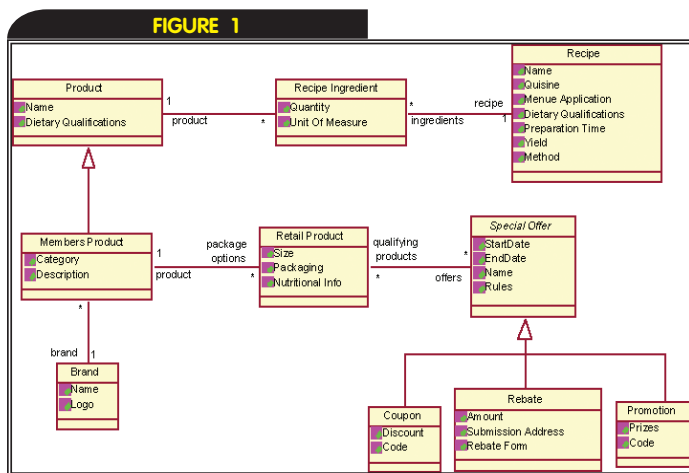 FIGURE 1
Product
Name
Dietary Qualifications
1
product
*
Recipe Ingredient
Quantity
Unit Of Measure
*
ingredients
recipe
1
Recipe
Name
Quisine
Menue Application
Dietary Qualifications
Preparation Time
Yield
Method
Members Product
Category
Description
1
product
package
options
*
Retail Product
Size
Packaging
Nutritional Info
qualifying
products
*
*
offers
Special Offer
StartDate
EndDate
Name
Rules
*
brand
1
Brand
Name
Logo
Coupon
Discount
Code
Rebate
Amount
Submission Address
Rebate Form
Promotion
Prizes
Code